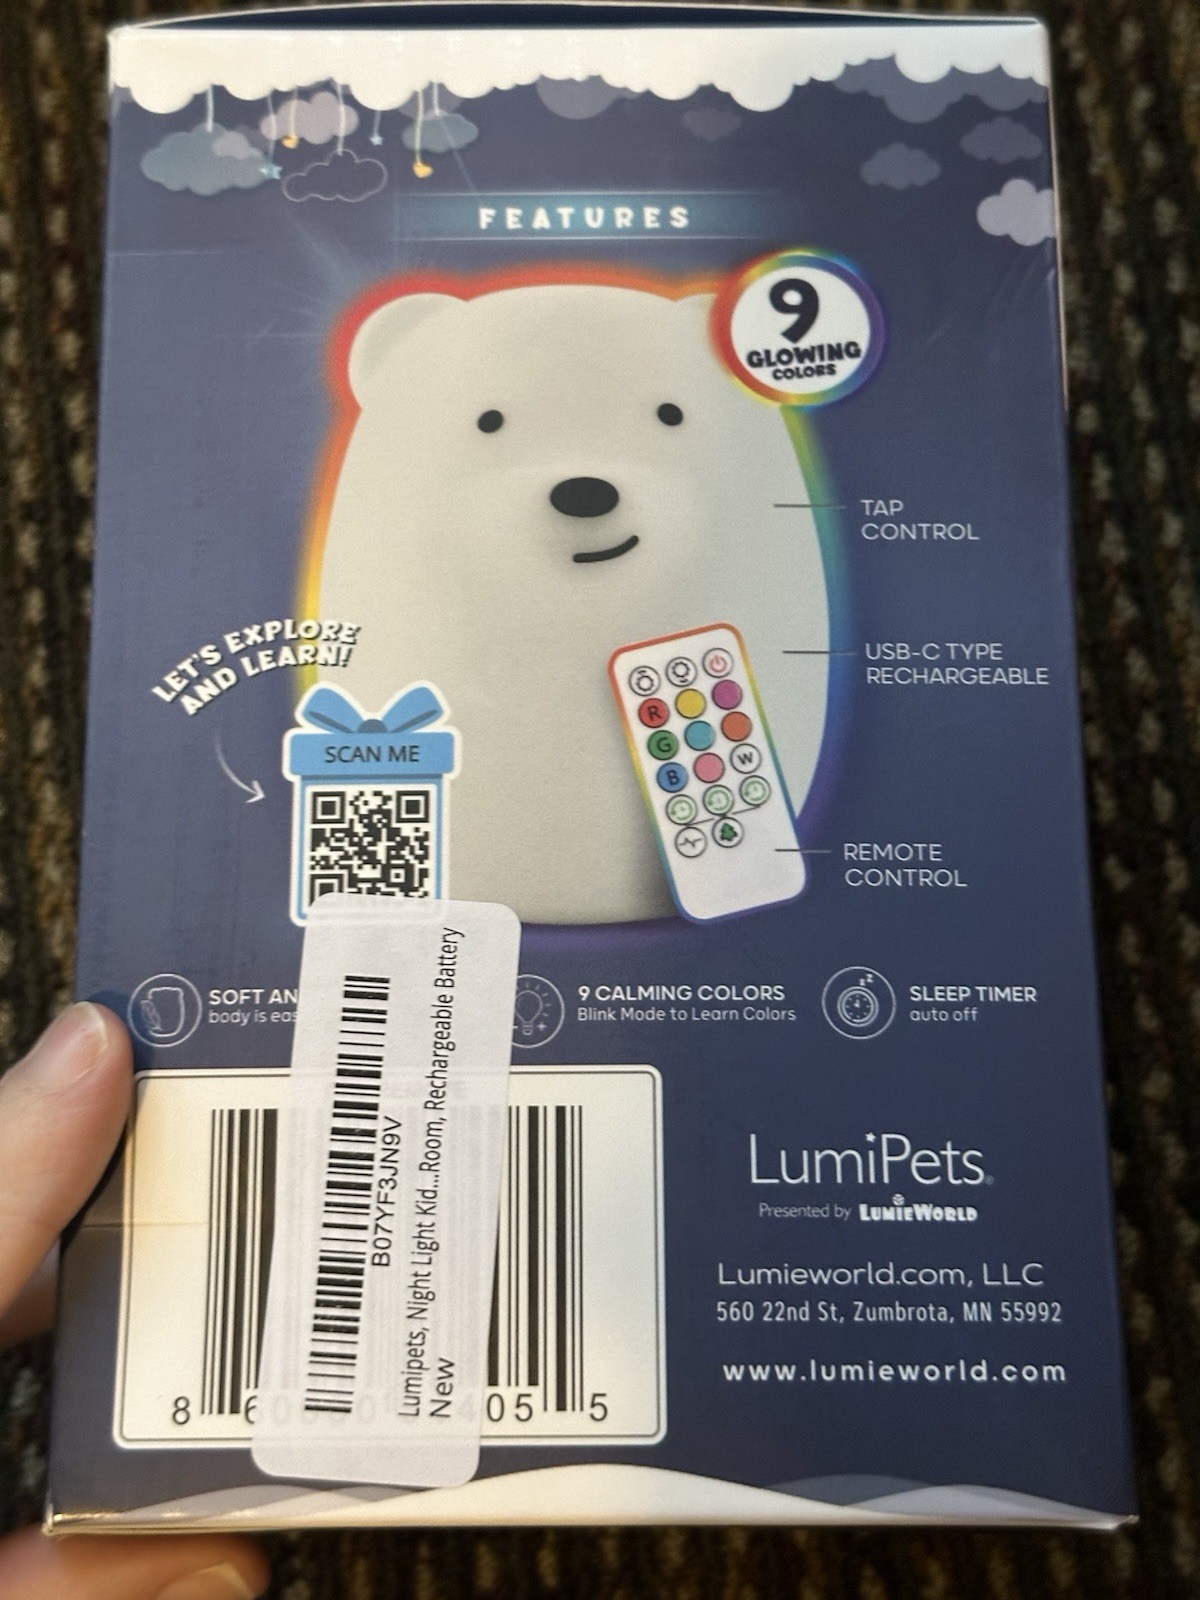 FEATURES
9
GLOWING
COLORS
TAP
CONTROL
USB-C TYPE
RECHARGEABLE
LET'S EXPLORE
AND LEARN!
SCAN ME
R
G
B
W
REMOTE
CONTROL
SOFT AN
body is eas
9 CALMING COLORS
Blink Mode to Learn Colors
SLEEP TIMER
auto off
B07YF3JN9V
Lumipets, Night Light Kid...Room, Rechargeable Battery
New
8 6 405 5
LumiPets®
Presented by LUMIEWORLD
Lumieworld.com, LLC
560 22nd St, Zumbrota, MN 55992
www.lumieworld.com